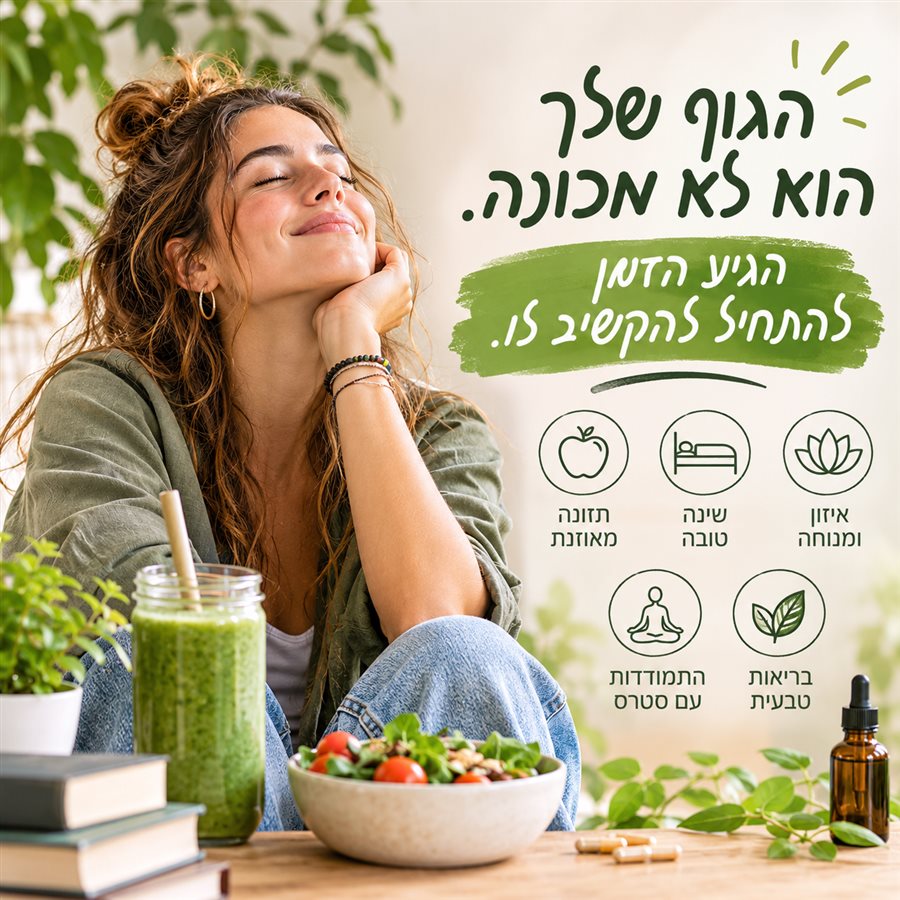 הגוף שלך
הוא לא מכונה.
הגיע הזמן
להתחיל להקשיב לו.
איזון
ומנוחה
שינה
טובה
תזונה
מאוזנת
בריאות
טבעית
התמודדות
עם סטרס